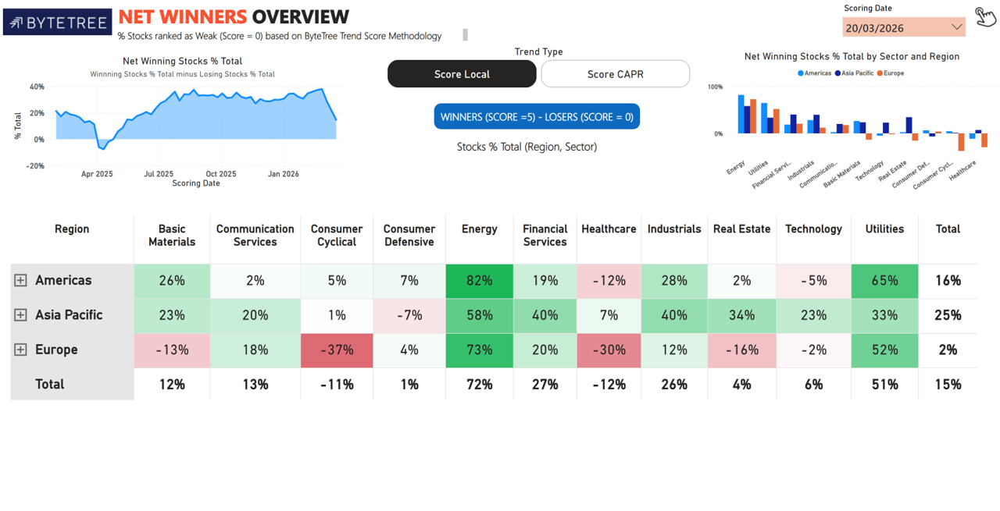 BYTETREE
NET WINNERS OVERVIEW
% Stocks ranked as Weak (Score = 0) based on ByteTree Trend Score Methodology
Scoring Date
20/03/2026
Net Winning Stocks % Total
Winnning Stocks % Total minus Losing Stocks % Total
40%
20%
0%
-20%
% Total
Apr 2025 Jul 2025 Oct 2025 Jan 2026
Scoring Date
Trend Type
Score Local Score CAPR
WINNERS (SCORE =5) - LOSERS (SCORE = 0)
Stocks % Total (Region, Sector)
Net Winning Stocks % Total by Sector and Region
Americas Asia Pacific Europe
100%
0%
Energy Utilities Financial Servi... Industrials Communicatio... Basic Materials Technology Real Estate Consumer Def... Consumer Cycl... Healthcare
Region Basic Materials Communication Services Consumer Cyclical Consumer Defensive Energy Financial Services Healthcare Industrials Real Estate Technology Utilities Total
Americas 26% 2% 5% 7% 82% 19% -12% 28% 2% -5% 65% 16%
Asia Pacific 23% 20% 1% -7% 58% 40% 7% 40% 34% 23% 33% 25%
Europe -13% 18% -37% 4% 73% 20% -30% 12% -16% -2% 52% 2%
Total 12% 13% -11% 1% 72% 27% -12% 26% 4% 6% 51% 15%